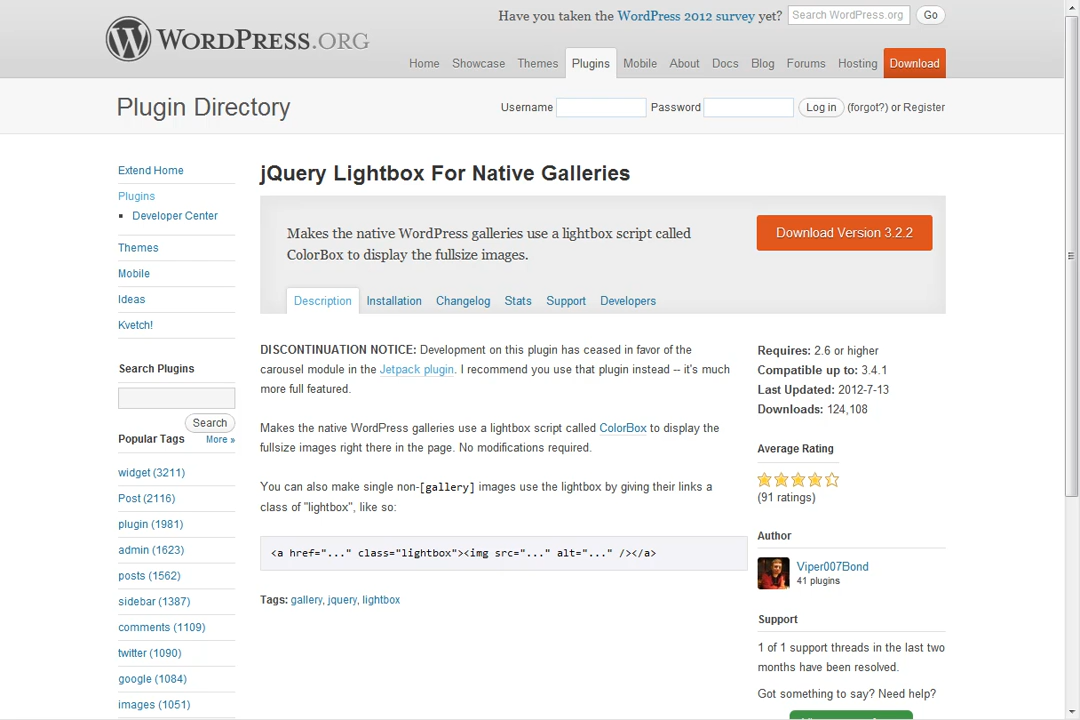 Have you taken the WordPress 2012 survey yet?
Search WordPress.org
Go
WORDPRESS.ORG
Home
Showcase
Themes
Plugins
Mobile
About
Docs
Blog
Forums
Hosting
Download
Plugin Directory
Username
Password
Log in
(forgot?) or Register
Extend Home
Plugins
Developer Center
Themes
Mobile
Ideas
Kvetch!
Search Plugins
Search
Popular Tags More »
widget (3211)
Post (2116)
plugin (1981)
admin (1623)
posts (1562)
sidebar (1387)
comments (1109)
twitter (1090)
google (1084)
images (1051)
jQuery Lightbox For Native Galleries
Makes the native WordPress galleries use a lightbox script called
ColorBox to display the fullsize images.
Download Version 3.2.2
Description
Installation
Changelog
Stats
Support
Developers
DISCONTINUATION NOTICE: Development on this plugin has ceased in favor of the
carousel module in the Jetpack plugin. I recommend you use that plugin instead -- it's much
more full featured.
Makes the native WordPress galleries use a lightbox script called ColorBox to display the
fullsize images right there in the page. No modifications required.
You can also make single non-[gallery] images use the lightbox by giving their links a
class of "lightbox", like so:
<a href="..." class="lightbox"><img src="..." alt="..." /></a>
Tags: gallery, jquery, lightbox
Requires: 2.6 or higher
Compatible up to: 3.4.1
Last Updated: 2012-7-13
Downloads: 124,108
Average Rating
(91 ratings)
Author
Viper007Bond
41 plugins
Support
1 of 1 support threads in the last two
months have been resolved.
Got something to say? Need help?